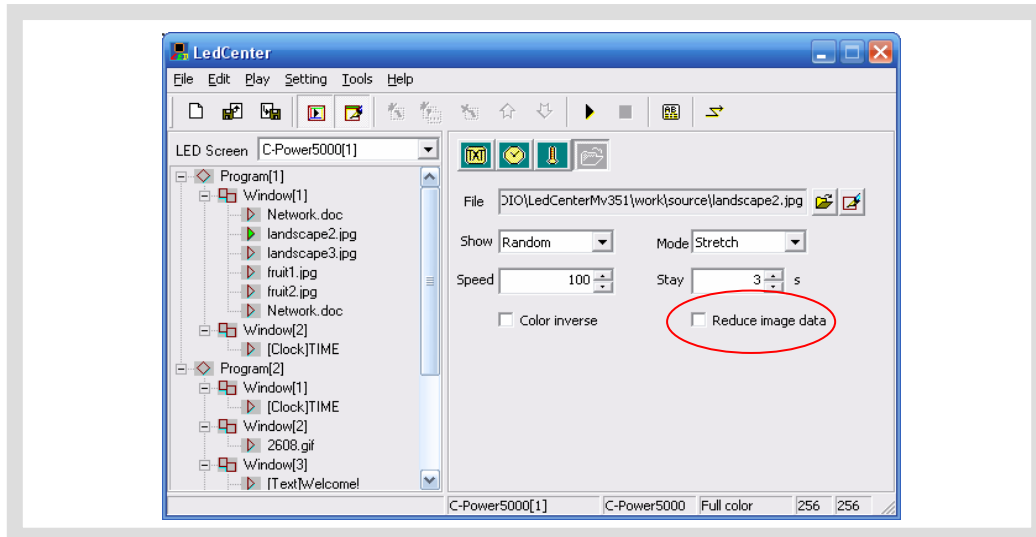 LedCenter
File Edit Play Setting Tools Help
LED Screen C-Power5000[1]
Program[1]
Window[1]
Network.doc
landscape2.jpg
landscape3.jpg
fruit1.jpg
fruit2.jpg
Network.doc
Window[2]
[Clock]TIME
Program[2]
Window[1]
[Clock]TIME
Window[2]
2608.gif
Window[3]
[Text]Welcome!
TXT
File DIO\LedCenterMv351\work\source\landscape2.jpg
Show Random Mode Stretch
Speed 100 Stay 3 s
Color inverse Reduce image data
C-Power5000[1] C-Power5000 Full color 256 256